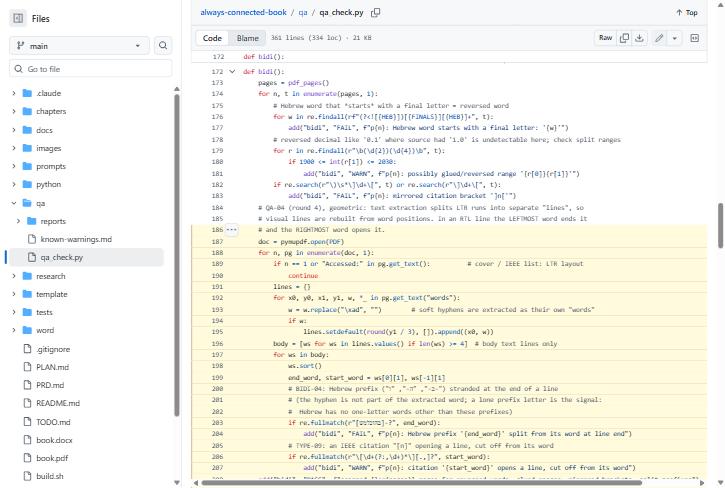 Files
main
Go to file
.claude
chapters
docs
images
prompts
python
qa
reports
known-warnings.md
qa_check.py
research
template
tests
word
.gitignore
PLAN.md
PRD.md
README.md
TODO.md
book.docx
book.pdf
build.sh
always-connected-book / qa / qa_check.py
Top
Code Blame 361 lines (334 loc) · 21 KB
Raw
172 def bidi():
172 def bidi():
173 pages = pdf_pages()
174 for n, t in enumerate(pages, 1):
175 # Hebrew word that *starts* with a final letter = reversed word
176 for w in re.findall(rf"(?<![{HEB}])[{FINALS}][{HEB}]+", t):
177 add("bidi", "FAIL", f"p{n}: Hebrew word starts with a final letter: '{w}'")
178 # reversed decimal like '0.1' where source had '1.0' is undetectable here; check split ranges
179 for r in re.findall(r"\b(\d{2})(\d{4})\b", t):
180 if 1900 <= int(r[1]) <= 2030:
181 add("bidi", "WARN", f"p{n}: possibly glued/reversed range '{r[0]}{r[1]}'")
182 if re.search(r"\)\s*\]\d+\[", t) or re.search(r"\]\d+\[", t):
183 add("bidi", "FAIL", f"p{n}: mirrored citation bracket ']n['")
184 # QA-04 (round 4), geometric: text extraction splits LTR runs into separate "lines", so
185 # visual lines are rebuilt from word positions. in an RTL line the LEFTMOST word ends it
186 # and the RIGHTMOST word opens it.
187 doc = pymupdf.open(PDF)
188 for n, pg in enumerate(doc, 1):
189 if n == 1 or "Accessed:" in pg.get_text(): # cover / IEEE list: LTR layout
190 continue
191 lines = {}
192 for x0, y0, x1, y1, w, *_ in pg.get_text("words"):
193 w = w.replace("\xad", "") # soft hyphens are extracted as their own "words"
194 if w:
195 lines.setdefault(round(y1 / 3), []).append((x0, w))
196 body = [ws for ws in lines.values() if len(ws) >= 4] # body text lines only
197 for ws in body:
198 ws.sort()
199 end_word, start_word = ws[0][1], ws[-1][1]
200 # BIDI-04: Hebrew prefix stranded at the end of a line
201 # (the hyphen is not part of the extracted word; a lone prefix letter is the signal:
202 # Hebrew has no one-letter words other than these prefixes)
203 if re.fullmatch( end_word):
204 add("bidi", "FAIL", f"p{n}: Hebrew prefix '{end_word}' split from its word at line end")
205 # TYPE-09: an IEEE citation "[n]" opening a line, cut off from its word
206 if re.fullmatch(r"\[\d+(?:,\d+)*\][.,]?", start_word):
207 add("bidi", "WARN", f"p{n}: citation '{start_word}' opens a line, cut off from its word")